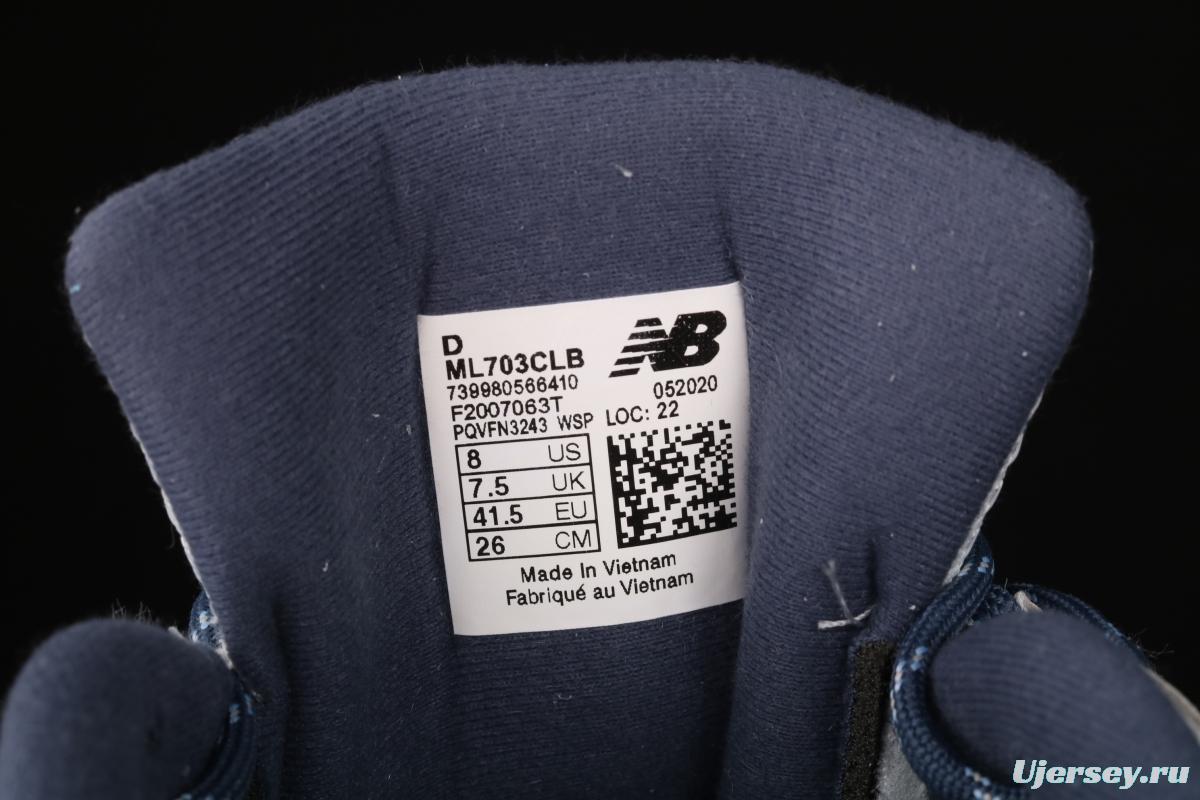 D
ML703CLB
NB
739980566410
052020
F2007063T
LOC: 22
PQVFN3243 WSP
8 US
7.5 UK
41.5 EU
26 CM
Made In Vietnam
Fabriqué au Vietnam
Ujersey.ru